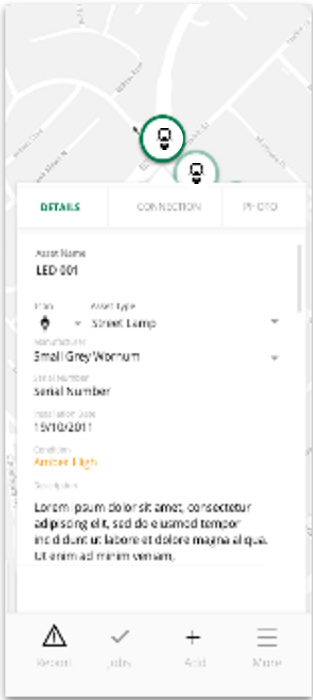 DETAILS
CONNECTION
PHOTO
Asset Name
LED 001
Icon
Asset Type
Street Lamp
Manufacturer
Small Grey Wornum
Serial Number
Serial Number
Installation Date
19/10/2011
Condition
Amber High
Description
Lorem ipsum dolor sit amet, consectetur
adipiscing elit, sed do eiusmod tempor
incididunt ut labore et dolore magna aliqua.
Ut enim ad minim veniam,
Report
Jobs
Add
More